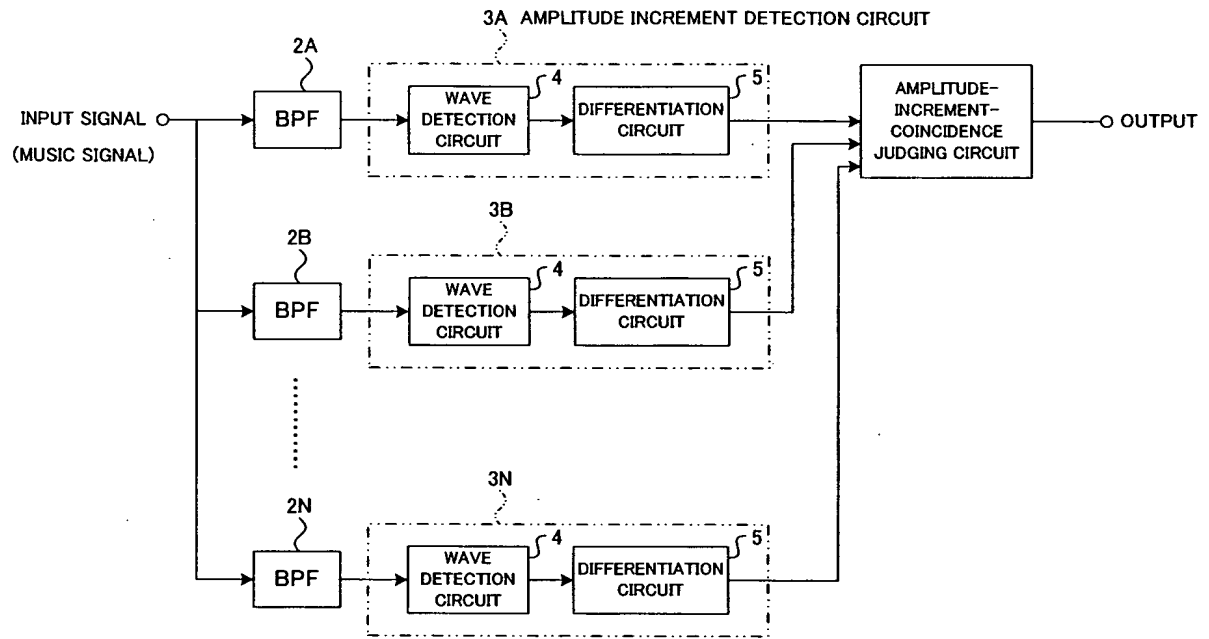 3A AMPLITUDE INCREMENT DETECTION CIRCUIT
2A
4
5
INPUT SIGNAL
(MUSIC SIGNAL)
BPF
WAVE
DETECTION
CIRCUIT
DIFFERENTIATION
CIRCUIT
AMPLITUDE-
INCREMENT-
COINCIDENCE
JUDGING CIRCUIT
OUTPUT
3B
2B
4
5
BPF
WAVE
DETECTION
CIRCUIT
DIFFERENTIATION
CIRCUIT
3N
2N
4
5
BPF
WAVE
DETECTION
CIRCUIT
DIFFERENTIATION
CIRCUIT